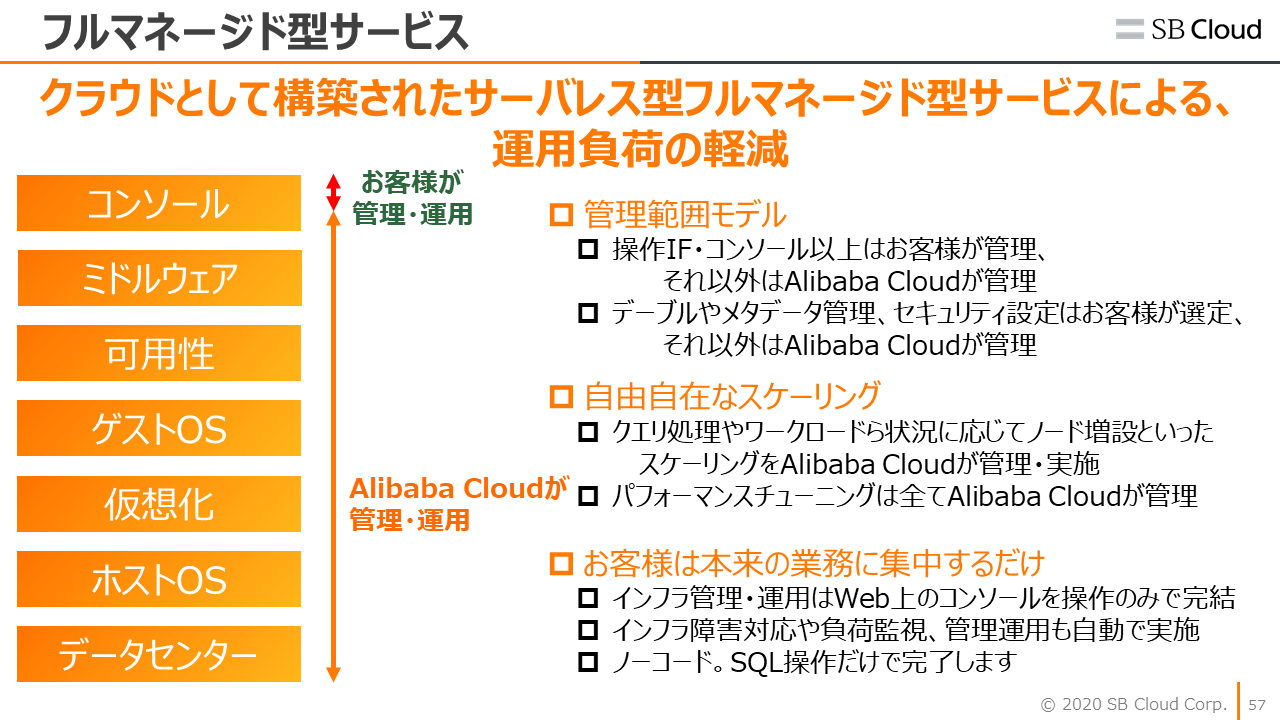 フルマネージド型サービス
SB Cloud
クラウドとして構築されたサーバレス型フルマネージド型サービスによる、
運用負荷の軽減
コンソール
ミドルウェア
可用性
ゲストOS
仮想化
ホストOS
データセンター
お客様が
管理・運用
Alibaba Cloudが
管理・運用
管理範囲モデル
操作IF・コンソール以上はお客様が管理、
それ以外はAlibaba Cloudが管理
デーブルやメタデータ管理、セキュリティ設定はお客様が選定、
それ以外はAlibaba Cloudが管理
自由自在なスケーリング
クエリ処理やワークロードら状況に応じてノード増設といった
スケーリングをAlibaba Cloudが管理・実施
パフォーマンスチューニングは全てAlibaba Cloudが管理
お客様は本来の業務に集中するだけ
インフラ管理・運用はWeb上のコンソールを操作のみで完結
インフラ障害対応や負荷監視、管理運用も自動で実施
ノーコード。SQL操作だけで完了します
© 2020 SB Cloud Corp.
57